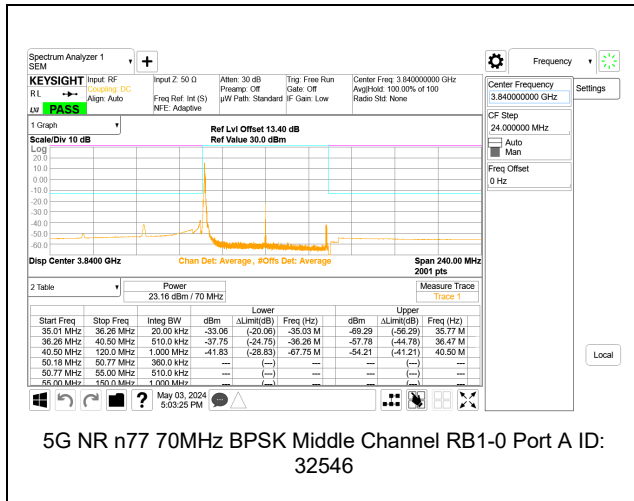 Spectrum Analyzer 1
SEM
+
Frequency
KEYSIGHT
RL
LW PASS
Input: RF
Coupling: DC
Align: Auto
Input Z: 50 Ω
Freq Ref: Int (S)
NFE: Adaptive
Atten: 30 dB
Preamp: Off
µW Path: Standard
Trig: Free Run
Gate: Off
IF Gain: Low
Center Freq: 3.840000000 GHz
Avg|Hold: 100.00% of 100
Radio Std: None
Center Frequency
3.840000000 GHz
Settings
CF Step
24.000000 MHz
Auto
Man
Freq Offset
0 Hz
1 Graph
Scale/Div 10 dB
Ref Lvl Offset 13.40 dB
Ref Value 30.0 dBm
Log
20.0
10.0
0.00
-10.0
-20.0
-30.0
-40.0
-50.0
-60.0
Disp Center 3.8400 GHz
Chan Det: Average, #Offs Det: Average
Span 240.00 MHz
2001 pts
2 Table
Power
23.16 dBm / 70 MHz
Measure Trace
Trace 1
Lower Upper
Start Freq Stop Freq Integ BW dBm ΔLimit(dB) Freq (Hz) dBm ΔLimit(dB) Freq (Hz)
35.01 MHz 36.26 MHz 20.00 kHz -33.06 (-20.06) -35.03 M -69.29 (-56.29) 35.77 M
36.26 MHz 40.50 MHz 510.0 kHz -37.75 (-24.75) -36.26 M -57.78 (-44.78) 36.47 M
40.50 MHz 120.0 MHz 1.000 MHz -41.83 (-28.83) -67.75 M -54.21 (-41.21) 40.50 M
50.18 MHz 50.77 MHz 360.0 kHz --- (---) --- --- (---) ---
50.77 MHz 55.00 MHz 510.0 kHz --- (---) --- --- (---) ---
55.00 MHz 150.0 MHz 1.000 MHz --- (---) --- --- (---) ---
Local
?
May 03, 2024
5:03:25 PM
5G NR n77 70MHz BPSK Middle Channel RB1-0 Port A ID:
32546